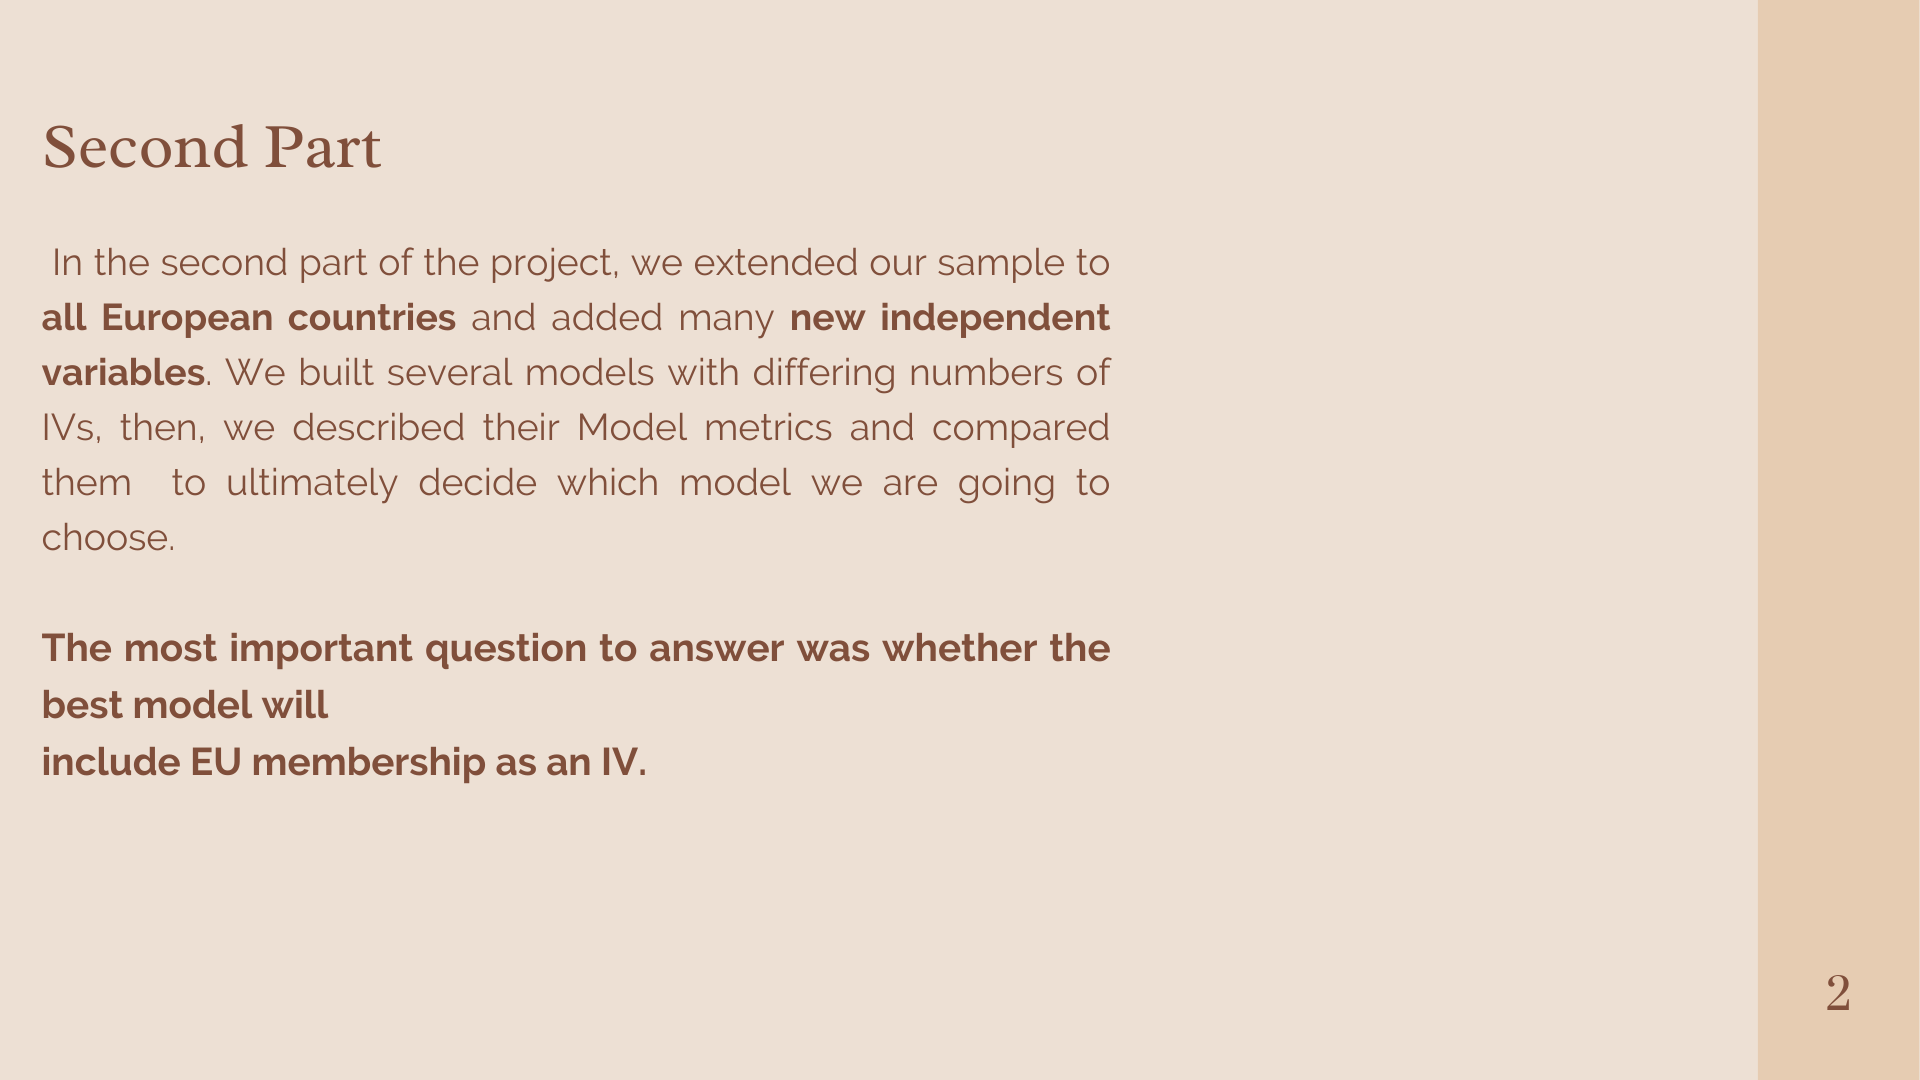 Second Part
In the second part of the project, we extended our sample to
all European countries and added many new independent
variables. We built several models with differing numbers of
IVs, then, we described their Model metrics and compared
them to ultimately decide which model we are going to
choose.
The most important question to answer was whether the
best model will
include EU membership as an IV.
2